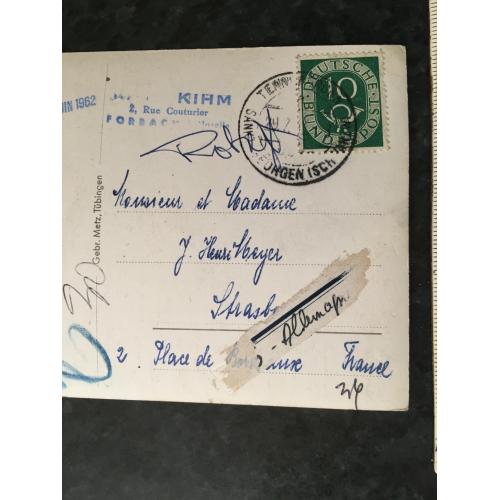 JUIN 1962
KIHM
2, Rue Couturier
FORBACH
DEUTSCHE BUNDESPOST
10
Gebr. Metz, Tübingen
Monsieur et Madame
J. Henri Meyer
Strasb
- Allemagne
2 Place de France